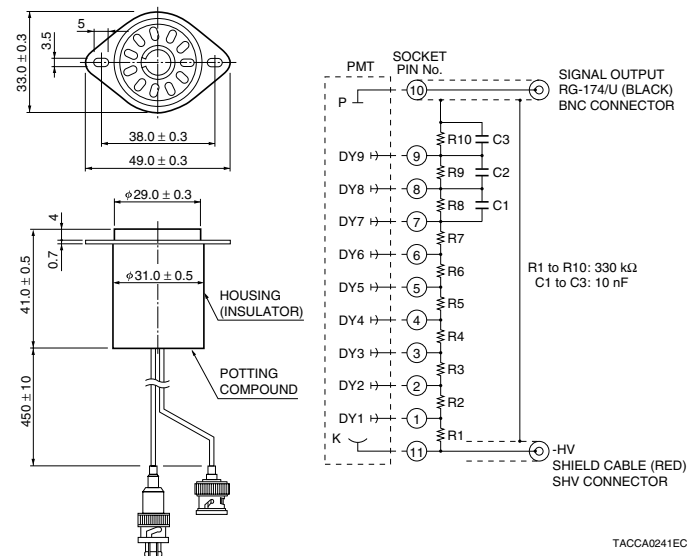 5
3.5
33.0 ± 0.3
38.0 ± 0.3
49.0 ± 0.3
φ29.0 ± 0.3
4
0.7
φ31.0 ± 0.5
41.0 ± 0.5
HOUSING
(INSULATOR)
POTTING
COMPOUND
450 ± 10
PMT
SOCKET
PIN No.
SIGNAL OUTPUT
RG-174/U (BLACK)
BNC CONNECTOR
P
10
R10
C3
DY9
9
R9
C2
DY8
8
R8
C1
DY7
7
R7
DY6
6
R6
DY5
5
R5
DY4
4
R4
DY3
3
R3
DY2
2
R2
DY1
1
R1
K
11
R1 to R10: 330 kΩ
C1 to C3: 10 nF
-HV
SHIELD CABLE (RED)
SHV CONNECTOR
TACCA0241EC